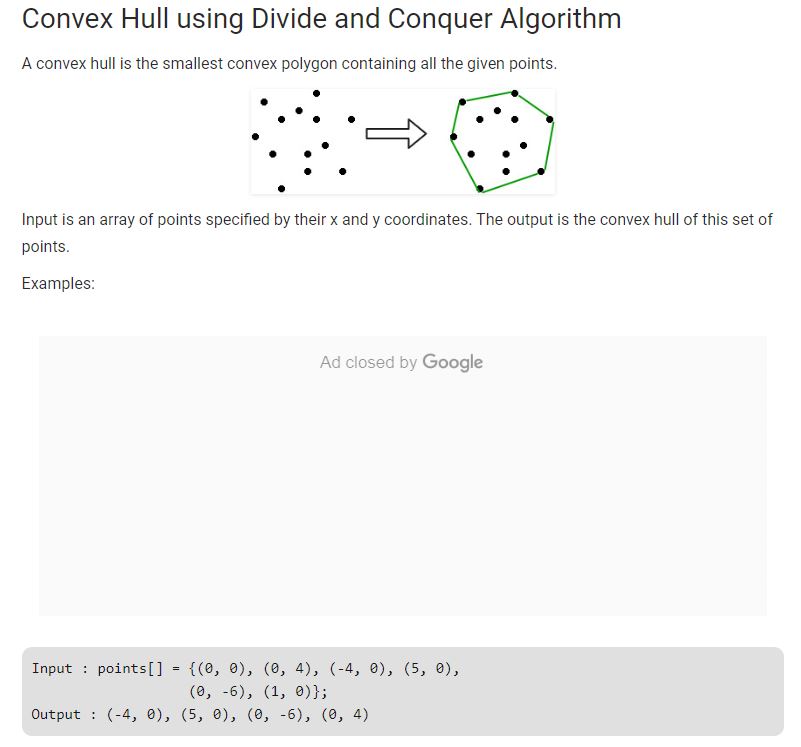 Convex Hull using Divide and Conquer Algorithm
A convex hull is the smallest convex polygon containing all the given points.
Input is an array of points specified by their x and y coordinates. The output is the convex hull of this set of
points.
Examples:
Ad closed by Google
Input : points[] = {(0, 0), (0, 4), (-4, 0), (5, 0),
(0, -6), (1, 0)};
Output : (-4, 0), (5, 0), (0, -6), (0, 4)